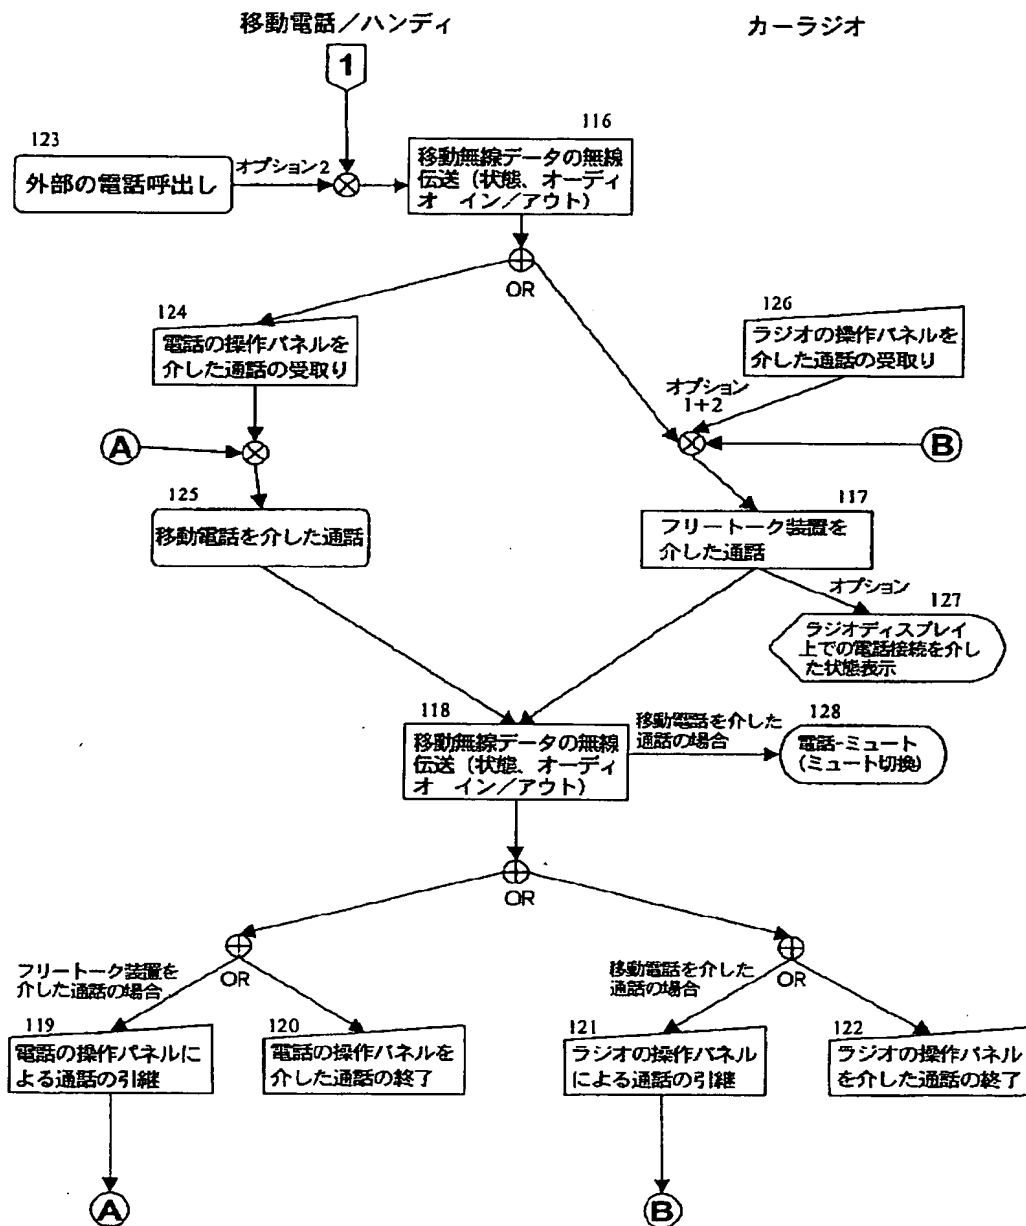 移動電話/ハンディ
カーラジオ
1
123
外部の電話呼出し
オプション2
116
移動無線データの無線
伝送(状態、オーディ
オ イン/アウト)
OR
124
電話の操作パネルを
介した通話の受取り
126
ラジオの操作パネルを
介した通話の受取り
オプション
1+2
A
B
125
移動電話を介した通話
117
フリートーク装置を
介した通話
オプション
127
ラジオディスプレイ
上での電話接続を介し
た状態表示
118
移動無線データの無線
伝送(状態、オーディ
オ イン/アウト)
移動電話を介した
通話の場合
128
電話-ミュート
(ミュート切換)
OR
フリートーク装置を
介した通話の場合
OR
移動電話を介した
通話の場合
OR
119
電話の操作パネルに
よる通話の引継
120
電話の操作パネルを
介した通話の終了
121
ラジオの操作パネル
による通話の引継
122
ラジオの操作パネル
を介した通話の終了
A
B